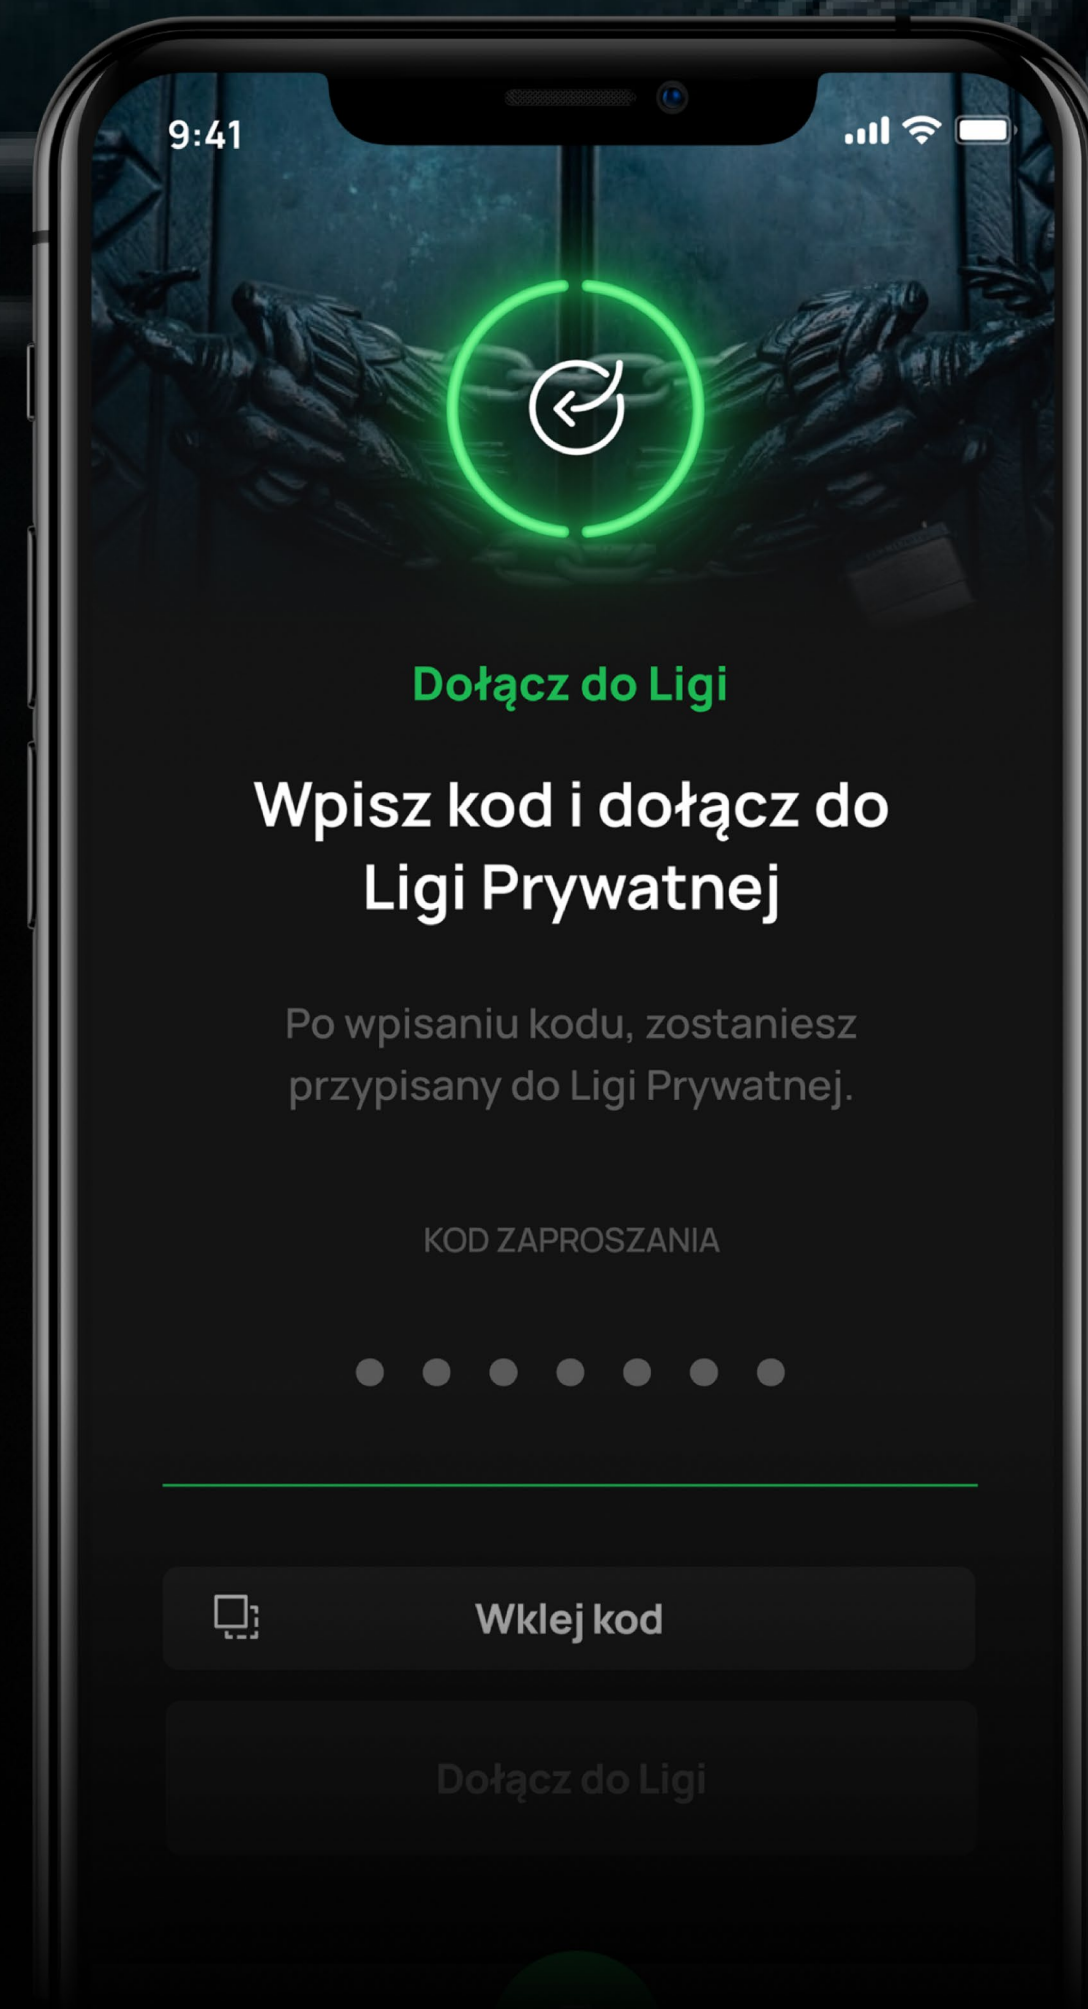 9:41
Dołącz do Ligi
Wpisz kod i dołącz do
Ligi Prywatnej
Po wpisaniu kodu, zostaniesz
przypisany do Ligi Prywatnej.
KOD ZAPROSZANIA
Wklej kod
Dołącz do Ligi